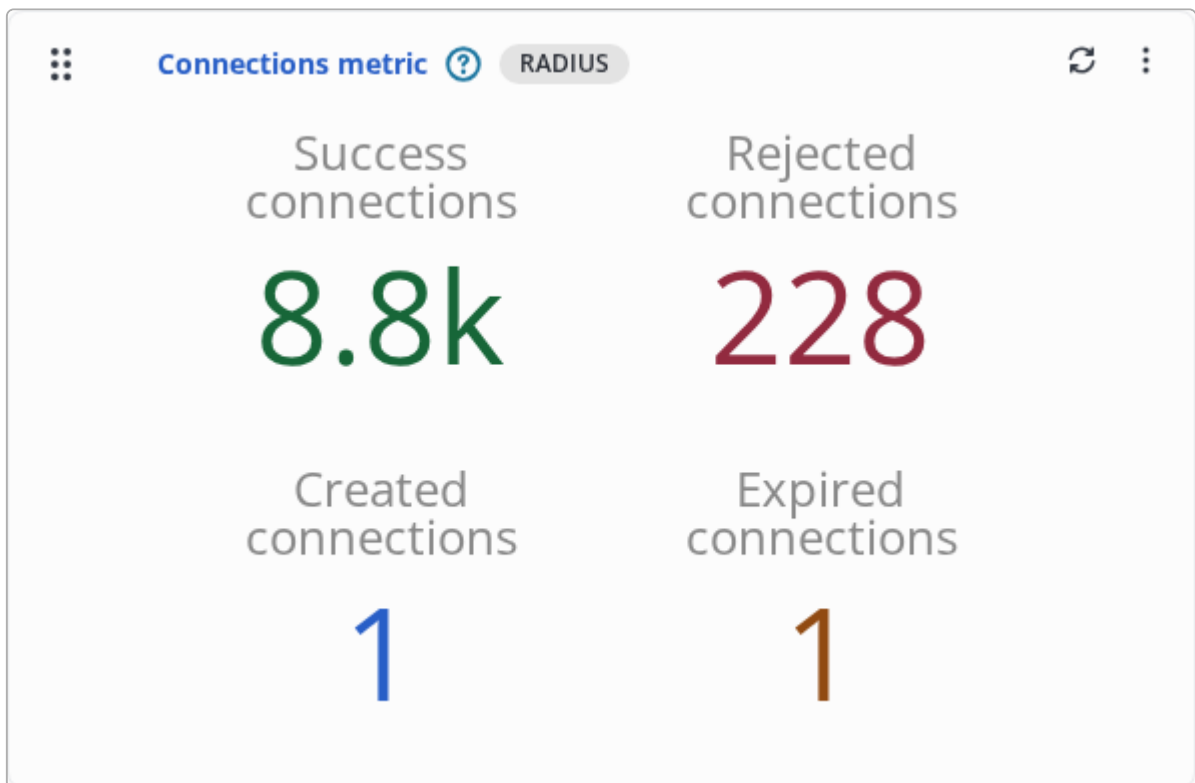 Connections metric ? RADIUS
Success
connections
8.8k
Rejected
connections
228
Created
connections
1
Expired
connections
1